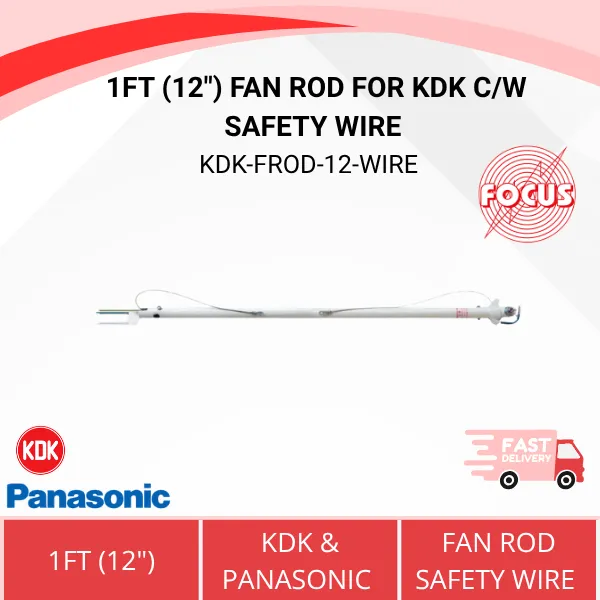 1FT (12") FAN ROD FOR KDK C/W
SAFETY WIRE
KDK-FROD-12-WIRE
FOCUS
KDK
Panasonic
FAST
DELIVERY
1FT (12")
KDK &
PANASONIC
FAN ROD
SAFETY WIRE